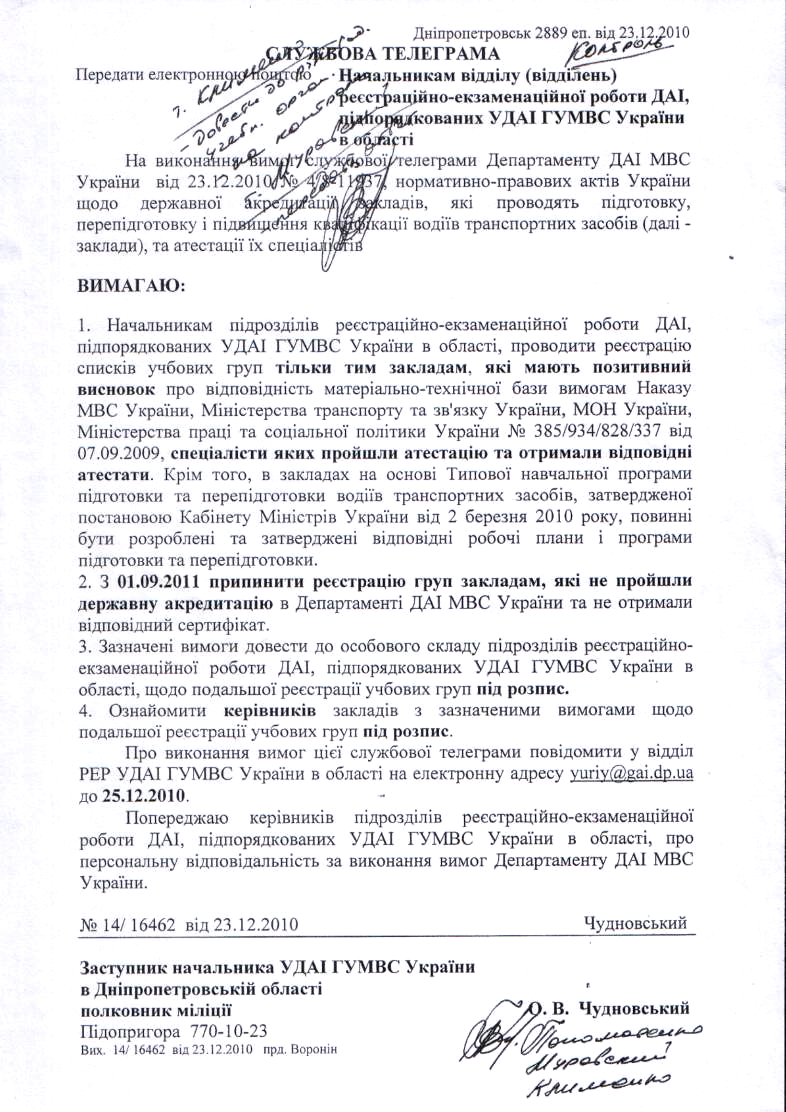 Дніпропетровськ 2889 еп. від 23.12.2010
СЛУЖБОВА ТЕЛЕГРАМА
Контроль
Передати електронною поштою
Начальникам відділу (відділень)
реєстраційно-екзаменаційної роботи ДАІ,
підпорядкованих УДАІ ГУМВС України
в області
На виконання вимог службової телеграми Департаменту ДАІ МВС
України від 23.12.2010 № 4/8-11937, нормативно-правових актів України
щодо державної акредитації закладів, які проводять підготовку,
перепідготовку і підвищення кваліфікації водіїв транспортних засобів (далі -
заклади), та атестації їх спеціалістів
ВИМАГАЮ:
1. Начальникам підрозділів реєстраційно-екзаменаційної роботи ДАІ,
підпорядкованих УДАІ ГУМВС України в області, проводити реєстрацію
списків учбових груп тільки тим закладам, які мають позитивний
висновок про відповідність матеріально-технічної бази вимогам Наказу
МВС України, Міністерства транспорту та зв'язку України, МОН України,
Міністерства праці та соціальної політики України № 385/934/828/337 від
07.09.2009, спеціалісти яких пройшли атестацію та отримали відповідні
атестати. Крім того, в закладах на основі Типової навчальної програми
підготовки та перепідготовки водіїв транспортних засобів, затвердженої
постановою Кабінету Міністрів України від 2 березня 2010 року, повинні
бути розроблені та затверджені відповідні робочі плани і програми
підготовки та перепідготовки.
2. З 01.09.2011 припинити реєстрацію груп закладам, які не пройшли
державну акредитацію в Департаменті ДАІ МВС України та не отримали
відповідний сертифікат.
3. Зазначені вимоги довести до особового складу підрозділів реєстраційно-
екзаменаційної роботи ДАІ, підпорядкованих УДАІ ГУМВС України в
області, щодо подальшої реєстрації учбових груп під розпис.
4. Ознайомити керівників закладів з зазначеними вимогами щодо
подальшої реєстрації учбових груп під розпис.
Про виконання вимог цієї службової телеграми повідомити у відділ
РЕР УДАІ ГУМВС України в області на електронну адресу yuriy@gai.dp.ua
до 25.12.2010.
Попереджаю керівників підрозділів реєстраційно-екзаменаційної
роботи ДАІ, підпорядкованих УДАІ ГУМВС України в області, про
персональну відповідальність за виконання вимог Департаменту ДАІ МВС
України.
№ 14/ 16462 від 23.12.2010 Чудновський
Заступник начальника УДАІ ГУМВС України
в Дніпропетровській області
полковник міліції О. В. Чудновський
Підопригора 770-10-23
Вих. 14/ 16462 від 23.12.2010 прд. Воронін
Пономаренко
Муровский
Клименко